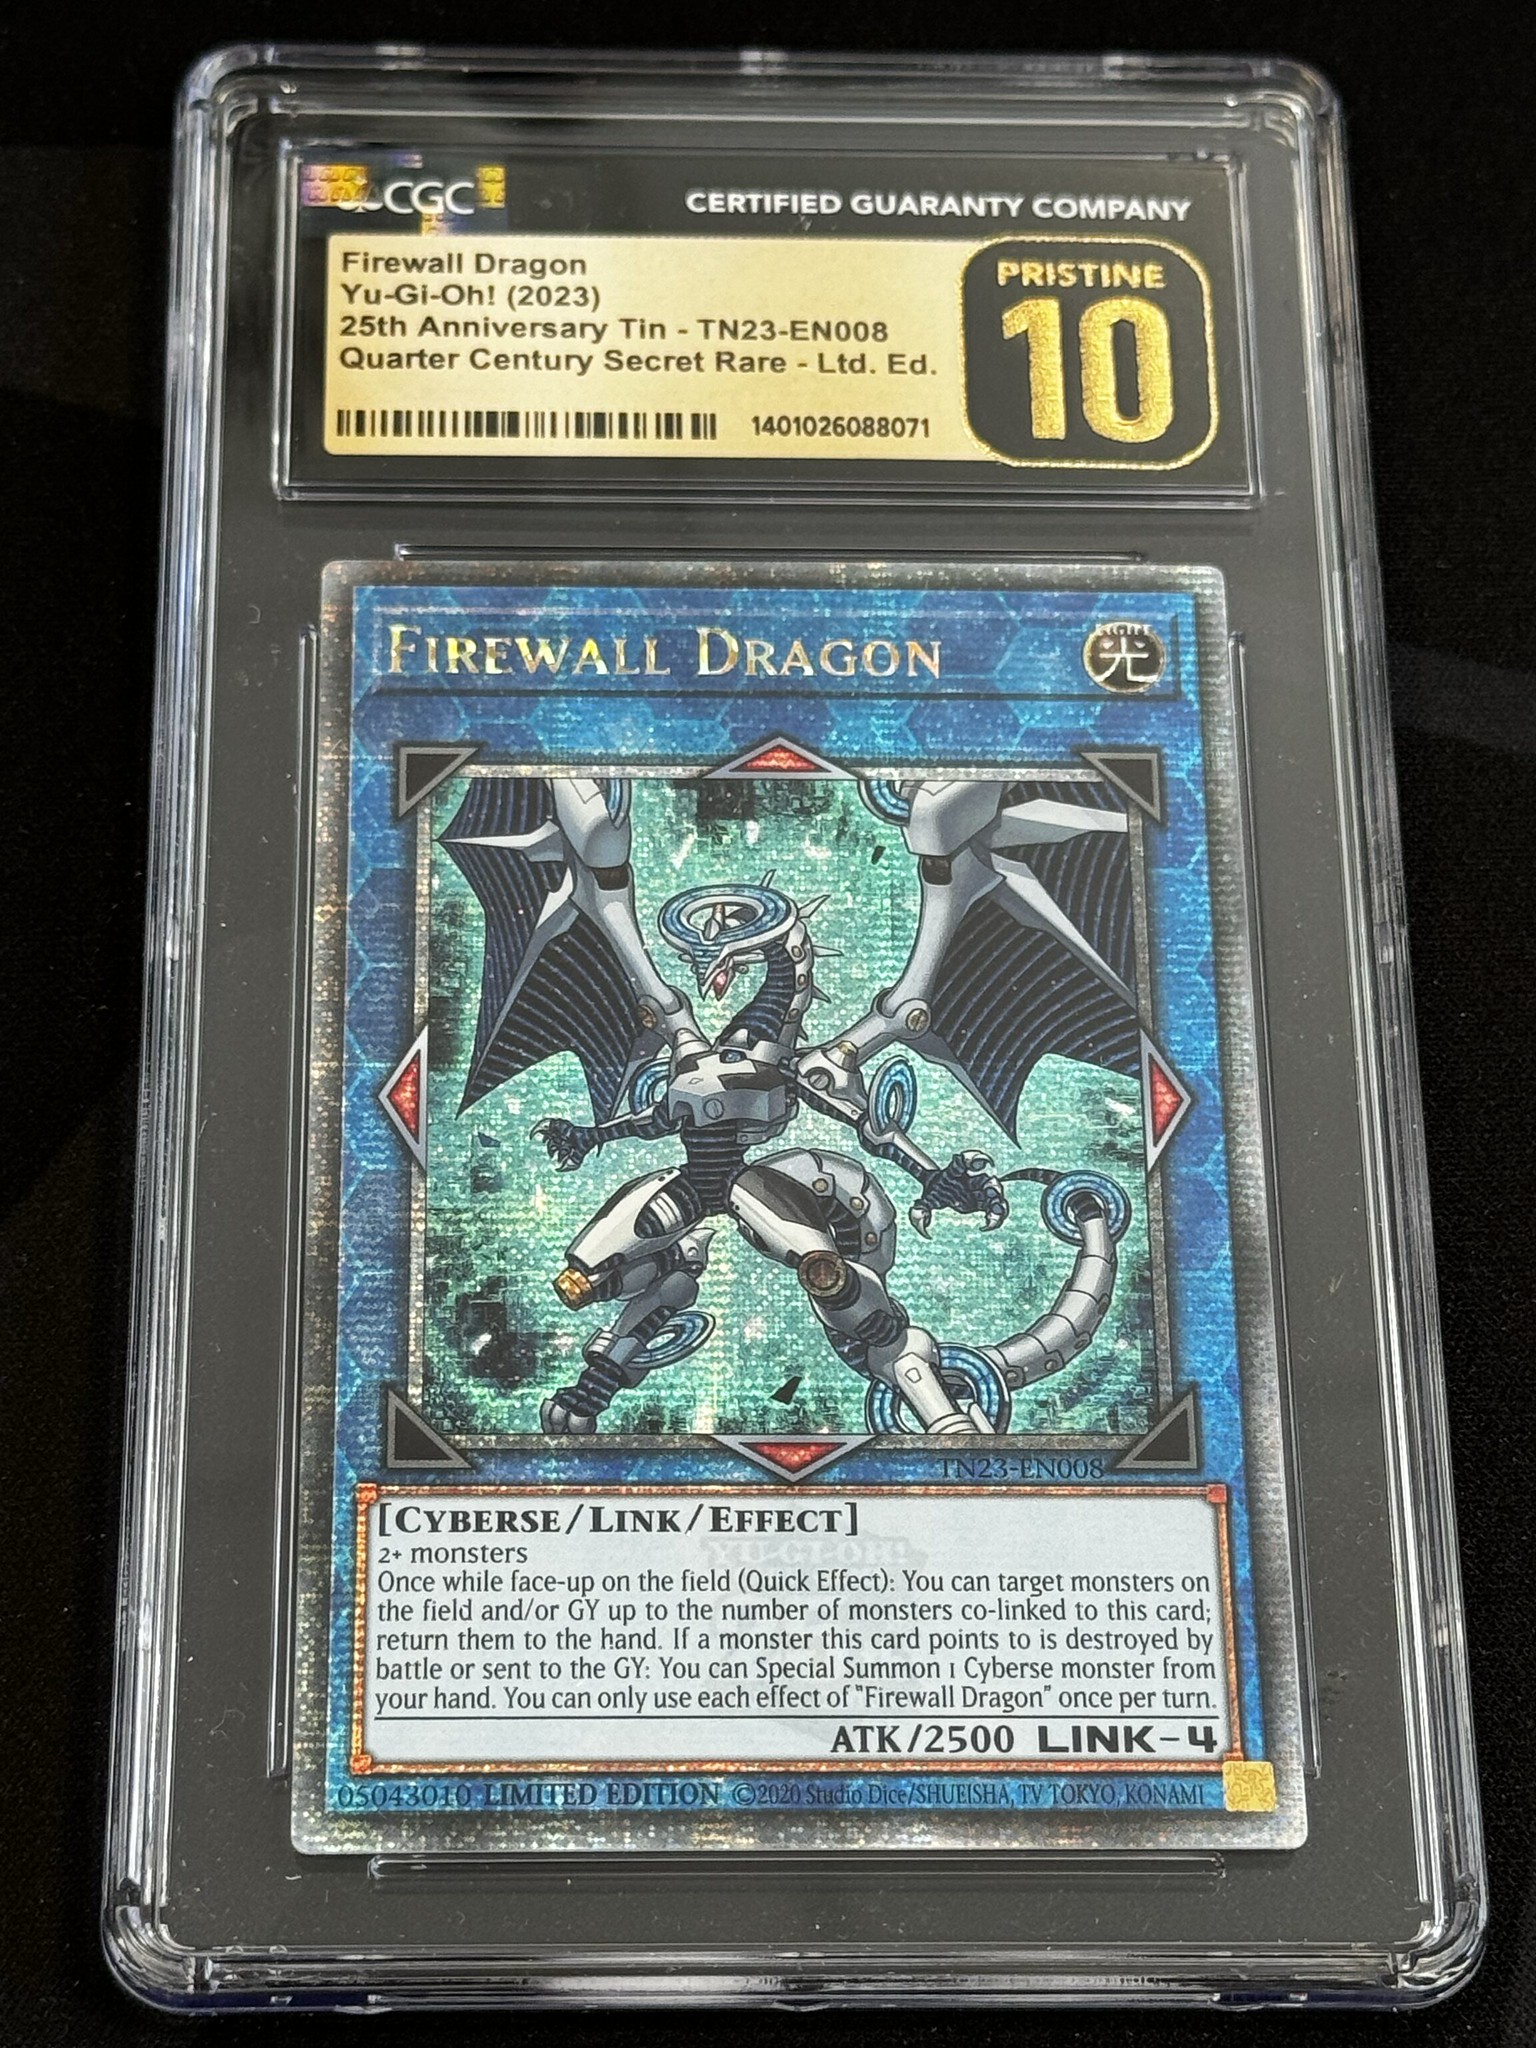 CGC
CERTIFIED GUARANTY COMPANY
Firewall Dragon
Yu-Gi-Oh! (2023)
25th Anniversary Tin - TN23-EN008
Quarter Century Secret Rare - Ltd. Ed.
1401026088071
PRISTINE
10
FIREWALL DRAGON
LIGHT
光
TN23-EN008
[CYBERSE/LINK/EFFECT]
2+ monsters
YU-GI-OH!
Once while face-up on the field (Quick Effect): You can target monsters on
the field and/or GY up to the number of monsters co-linked to this card;
return them to the hand. If a monster this card points to is destroyed by
battle or sent to the GY: You can Special Summon 1 Cyberse monster from
your hand. You can only use each effect of "Firewall Dragon" once per turn.
ATK/2500 LINK-4
05043010 LIMITED EDITION ©2020 Studio Dice/SHUEISHA, TV TOKYO, KONAMI